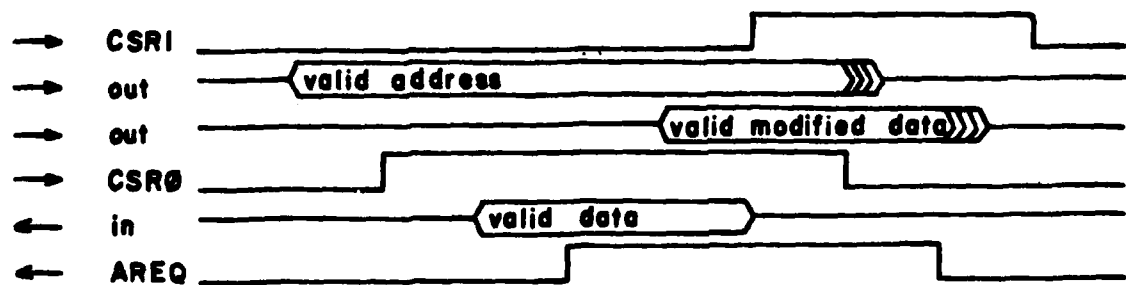 CSR1
out valid address
out valid modified data
CSRØ
in valid data
AREQ